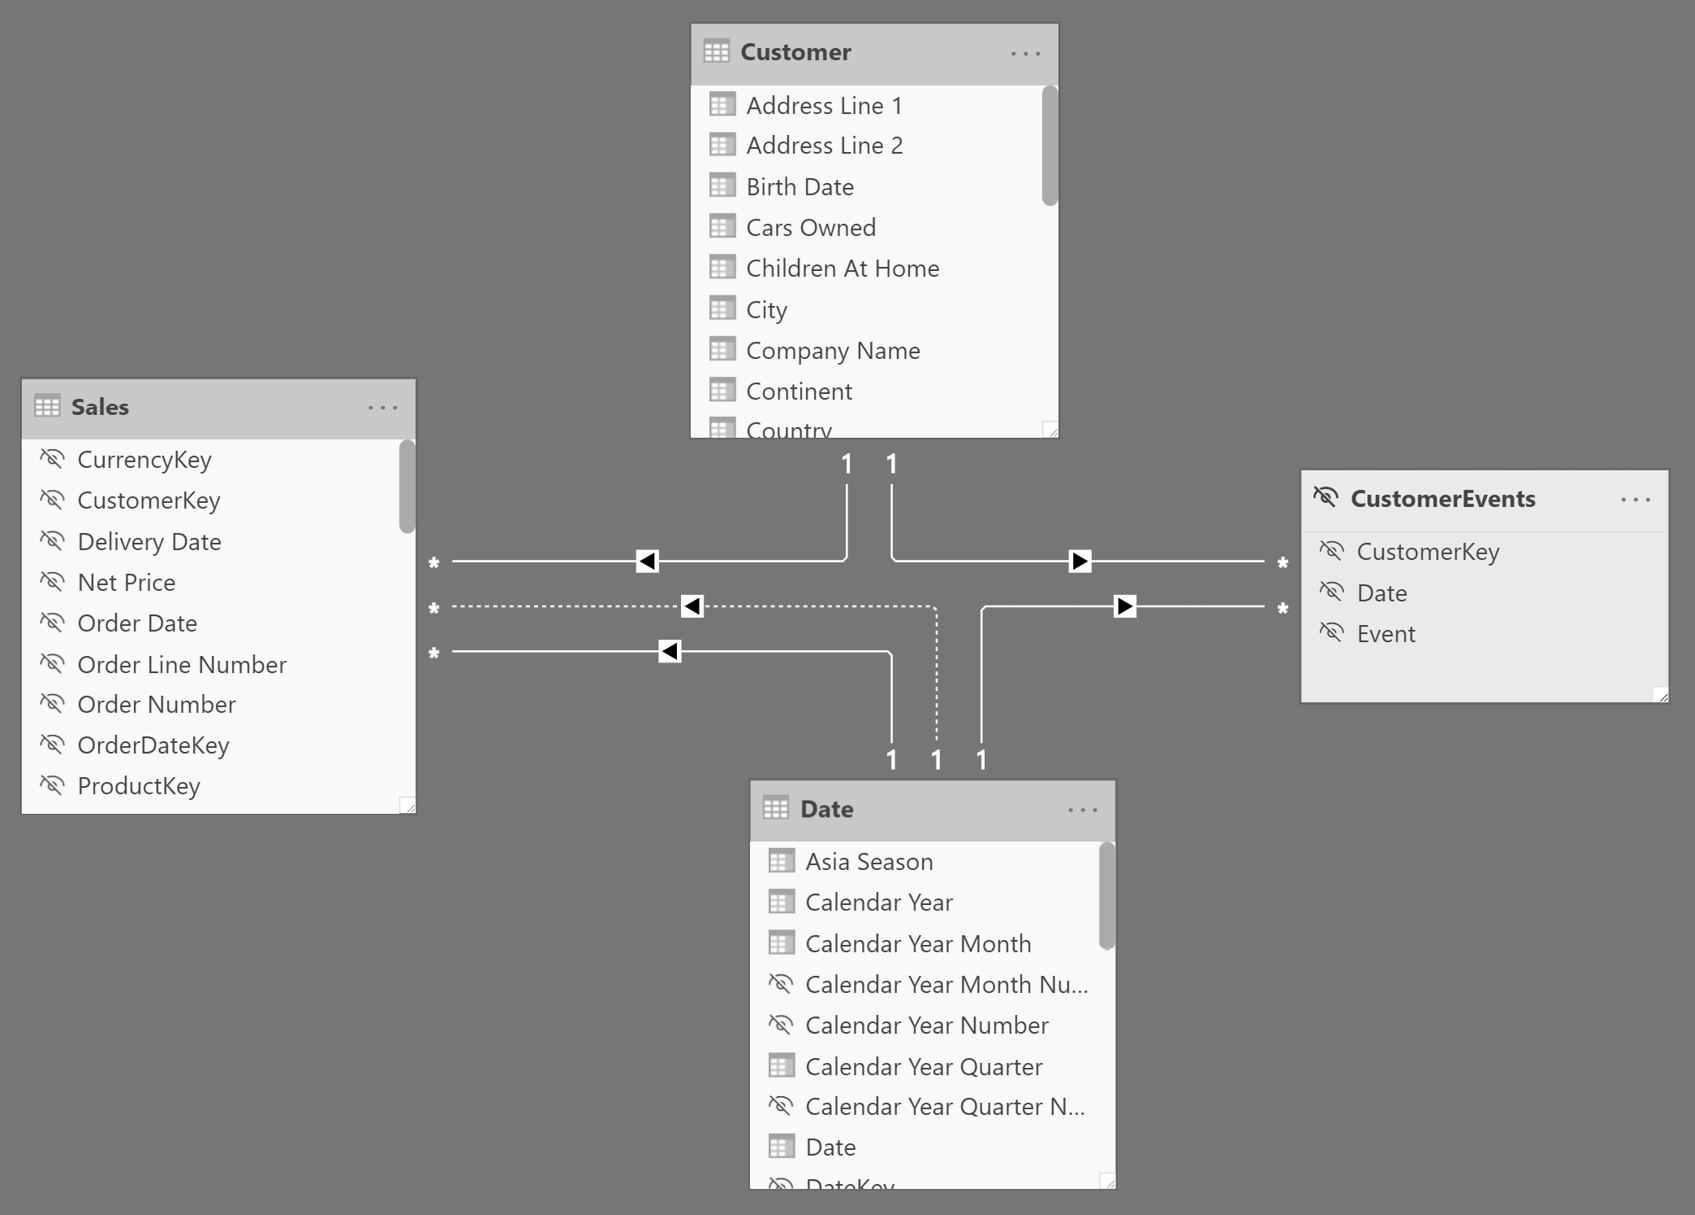 Customer
Address Line 1
Address Line 2
Birth Date
Cars Owned
Children At Home
City
Company Name
Continent
Country
Sales
CurrencyKey
CustomerKey
Delivery Date
Net Price
Order Date
Order Line Number
Order Number
OrderDateKey
ProductKey
1 1
* *
* *
*
1 1 1
CustomerEvents
CustomerKey
Date
Event
Date
Asia Season
Calendar Year
Calendar Year Month
Calendar Year Month Nu...
Calendar Year Number
Calendar Year Quarter
Calendar Year Quarter N...
Date
DateKey